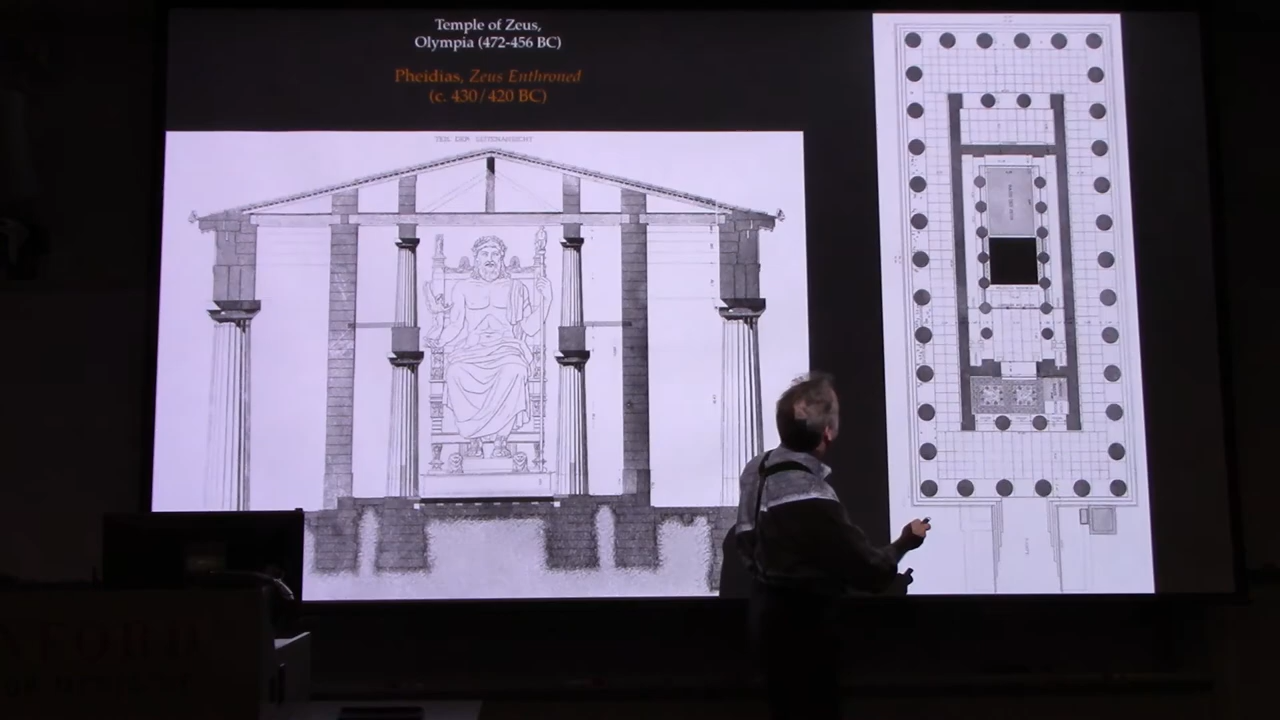 Temple of Zeus,
Olympia (472-456 BC)
Pheidias, Zeus Enthroned
(c. 430/420 BC)